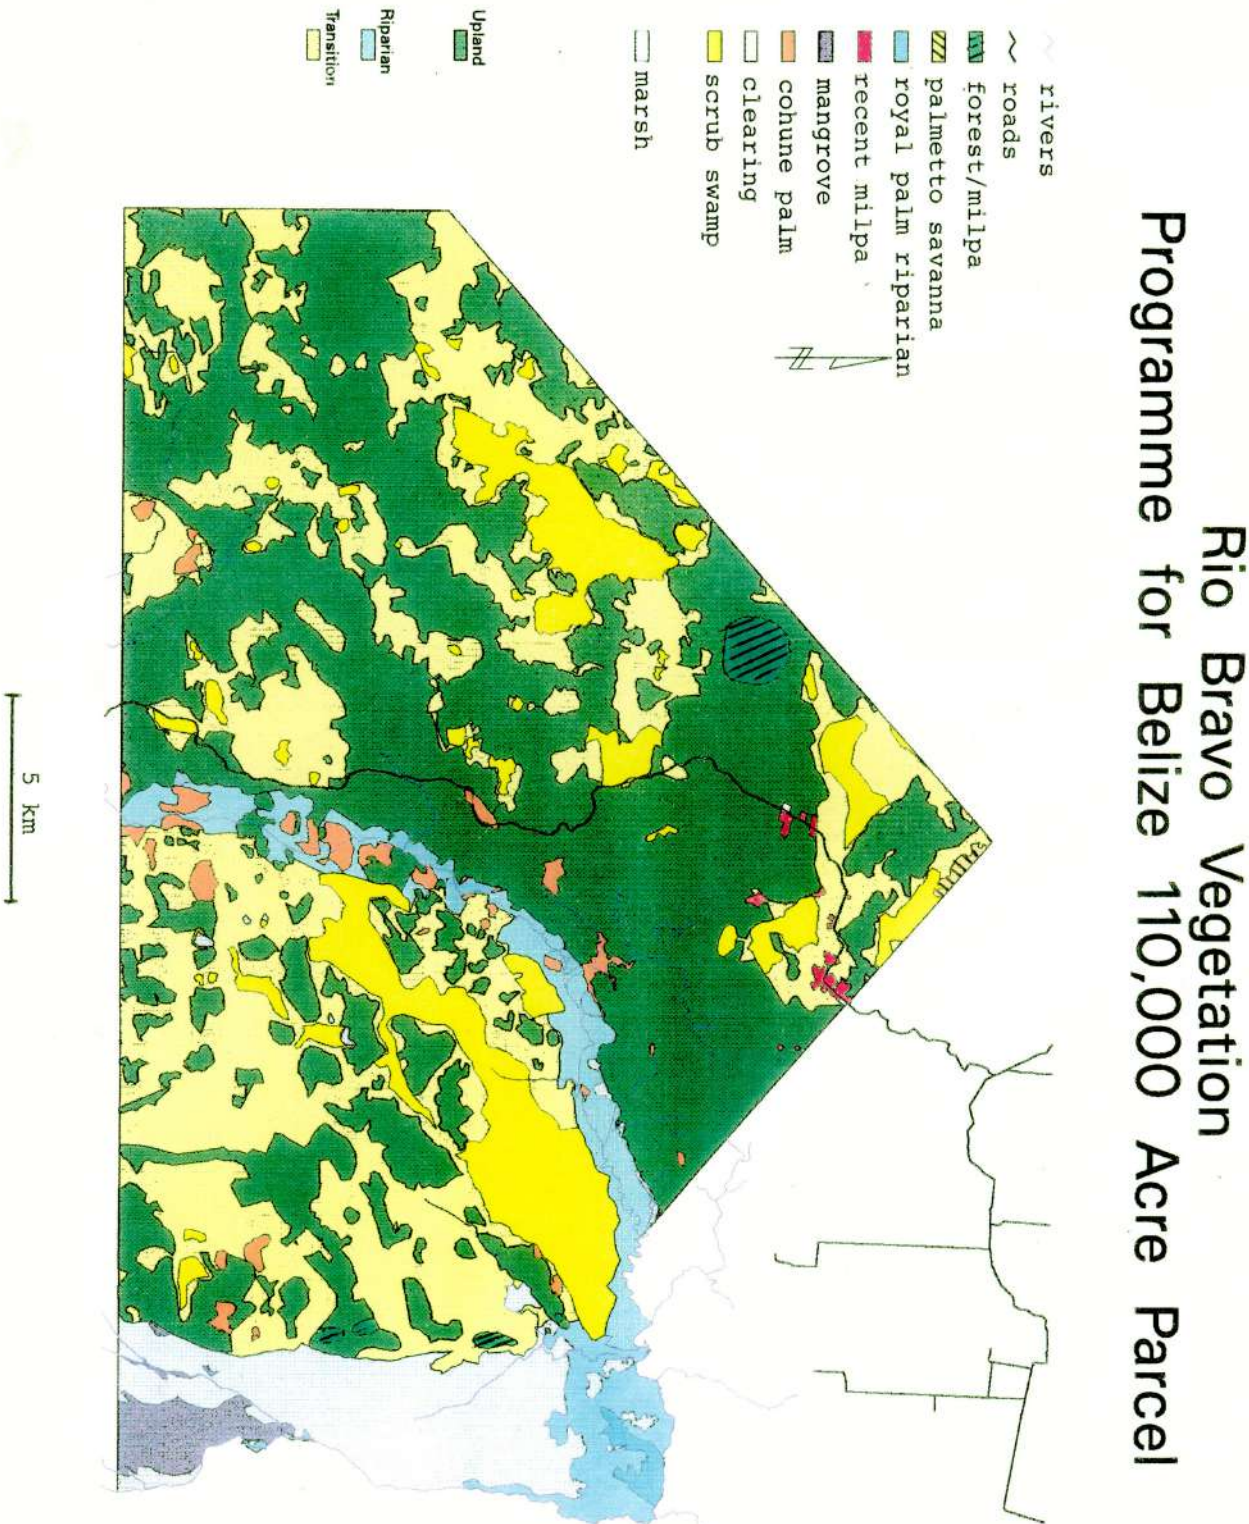 Rio Bravo Vegetation
Programme for Belize 110,000 Acre Parcel
rivers
roads
forest/milpa
palmetto savanna
royal palm riparian
recent milpa
mangrove
cohune palm
clearing
scrub swamp
marsh
Upland
Riparian
Transition
N
5 km